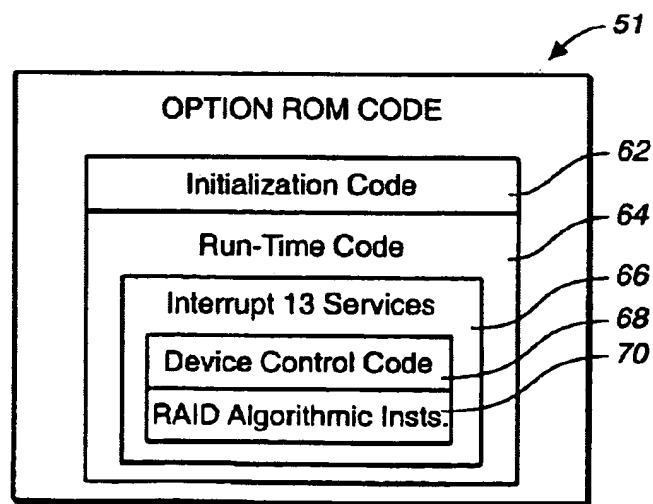 51
OPTION ROM CODE
Initialization Code
62
Run-Time Code
64
Interrupt 13 Services
66
Device Control Code
68
RAID Algorithmic Insts.
70